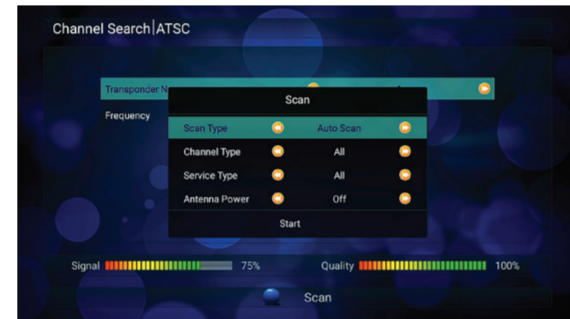 Channel Search|ATSC
Transponder N
Scan
Frequency
Scan Type Auto Scan
Channel Type All
Service Type All
Antenna Power Off
Start
Signal 75% Quality 100%
Scan